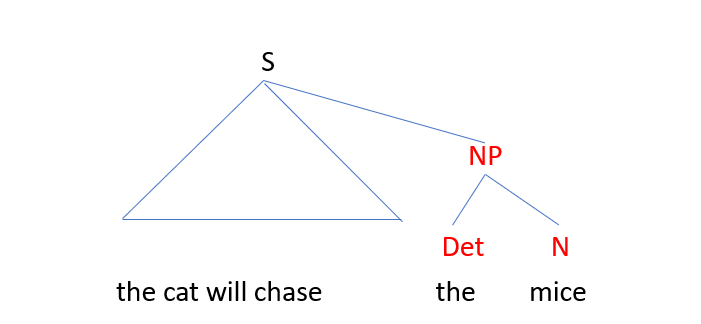 S
NP
Det N
the cat will chase the mice